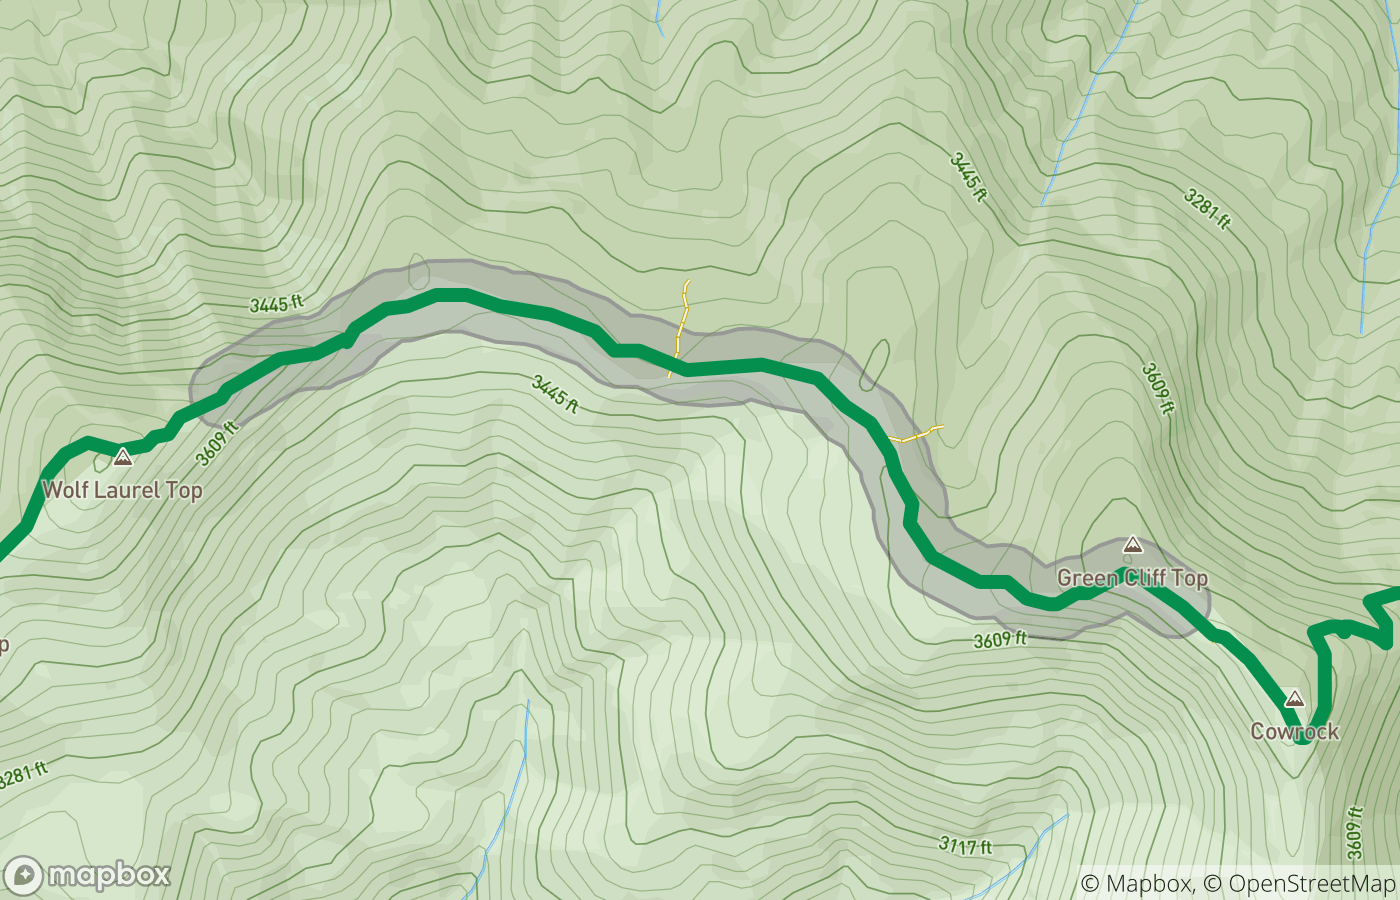 3445 ft
3281 ft
3445 ft
3609 ft
3445 ft
3609 ft
Wolf Laurel Top
Green Cliff Top
3609 ft
p
Cowrock
3281 ft
3609 ft
3117 ft
mapbox
© Mapbox, © OpenStreetMap